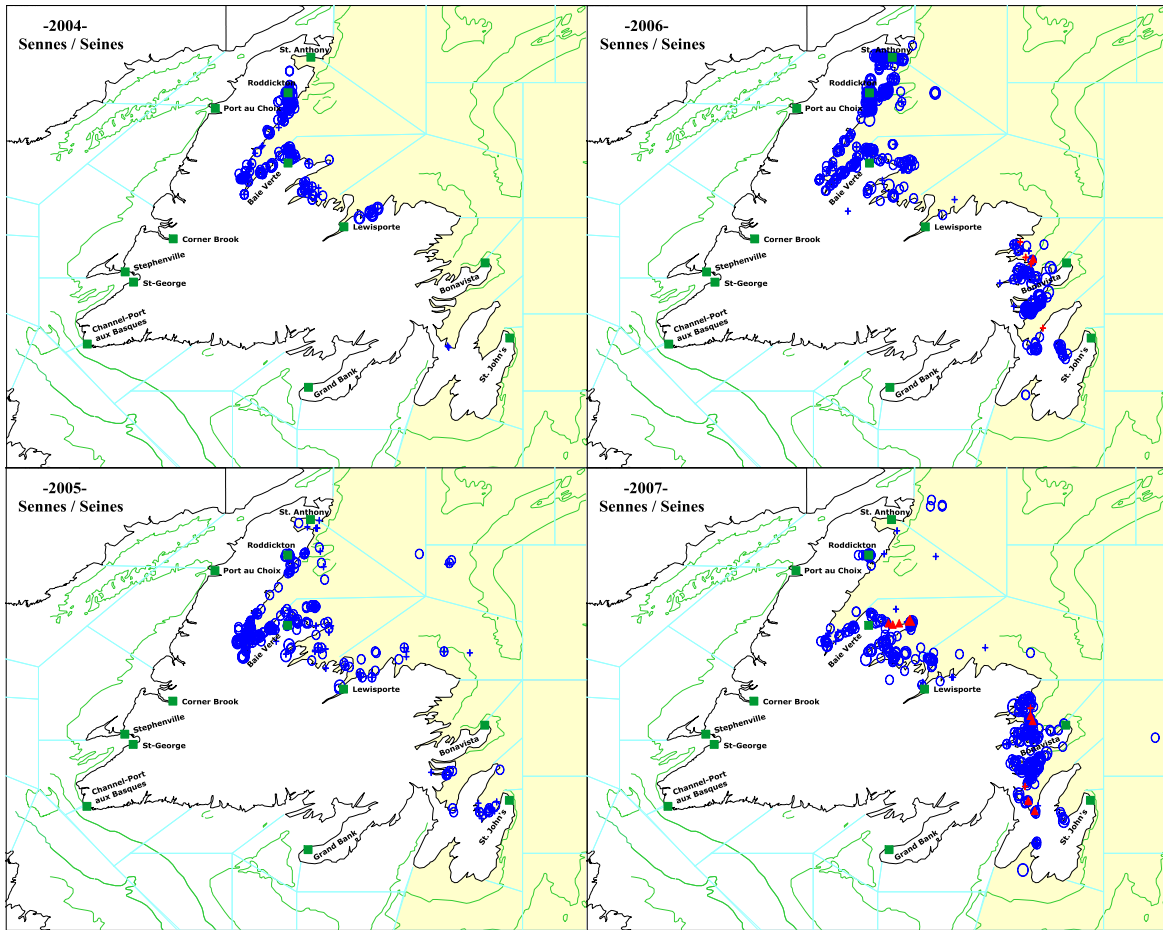 -2004-
Sennes / Seines
St. Anthony
Roddickton
Port au Choix
Baie Verte
Lewisporte
Corner Brook
Stephenville
St-George
Bonavista
Channel-Port
aux Basques
St. John's
Grand Bank
-2006-
Sennes / Seines
St. Anthony
Roddickton
Port au Choix
Baie Verte
Lewisporte
Corner Brook
Stephenville
St-George
Bonavista
Channel-Port
aux Basques
St. John's
Grand Bank
-2005-
Sennes / Seines
St. Anthony
Roddickton
Port au Choix
Baie Verte
Lewisporte
Corner Brook
Stephenville
St-George
Bonavista
Channel-Port
aux Basques
St. John's
Grand Bank
-2007-
Sennes / Seines
St. Anthony
Roddickton
Port au Choix
Baie Verte
Lewisporte
Corner Brook
Stephenville
St-George
Bonavista
Channel-Port
aux Basques
St. John's
Grand Bank